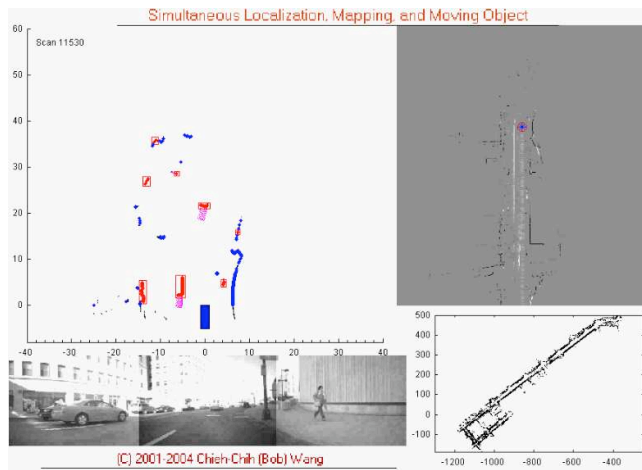 Simultaneous Localization, Mapping, and Moving Object
Scan 11530
60
50
40
30
20
10
0
-40 -30 -20 -10 0 10 20 30 40
500
400
300
200
100
0
-100
-1200 -1000 -800 -600 -400
(C) 2001-2004 Chieh-Chih (Bob) Wang